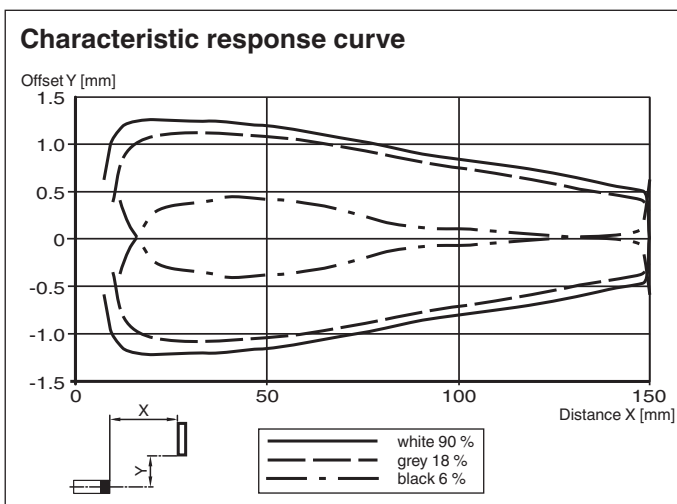 Characteristic response curve
Offset Y [mm]
1.5
1.0
0.5
0
-0.5
-1.0
-1.5
0 50 100 150
Distance X [mm]
X
Y
white 90 %
grey 18 %
black 6 %